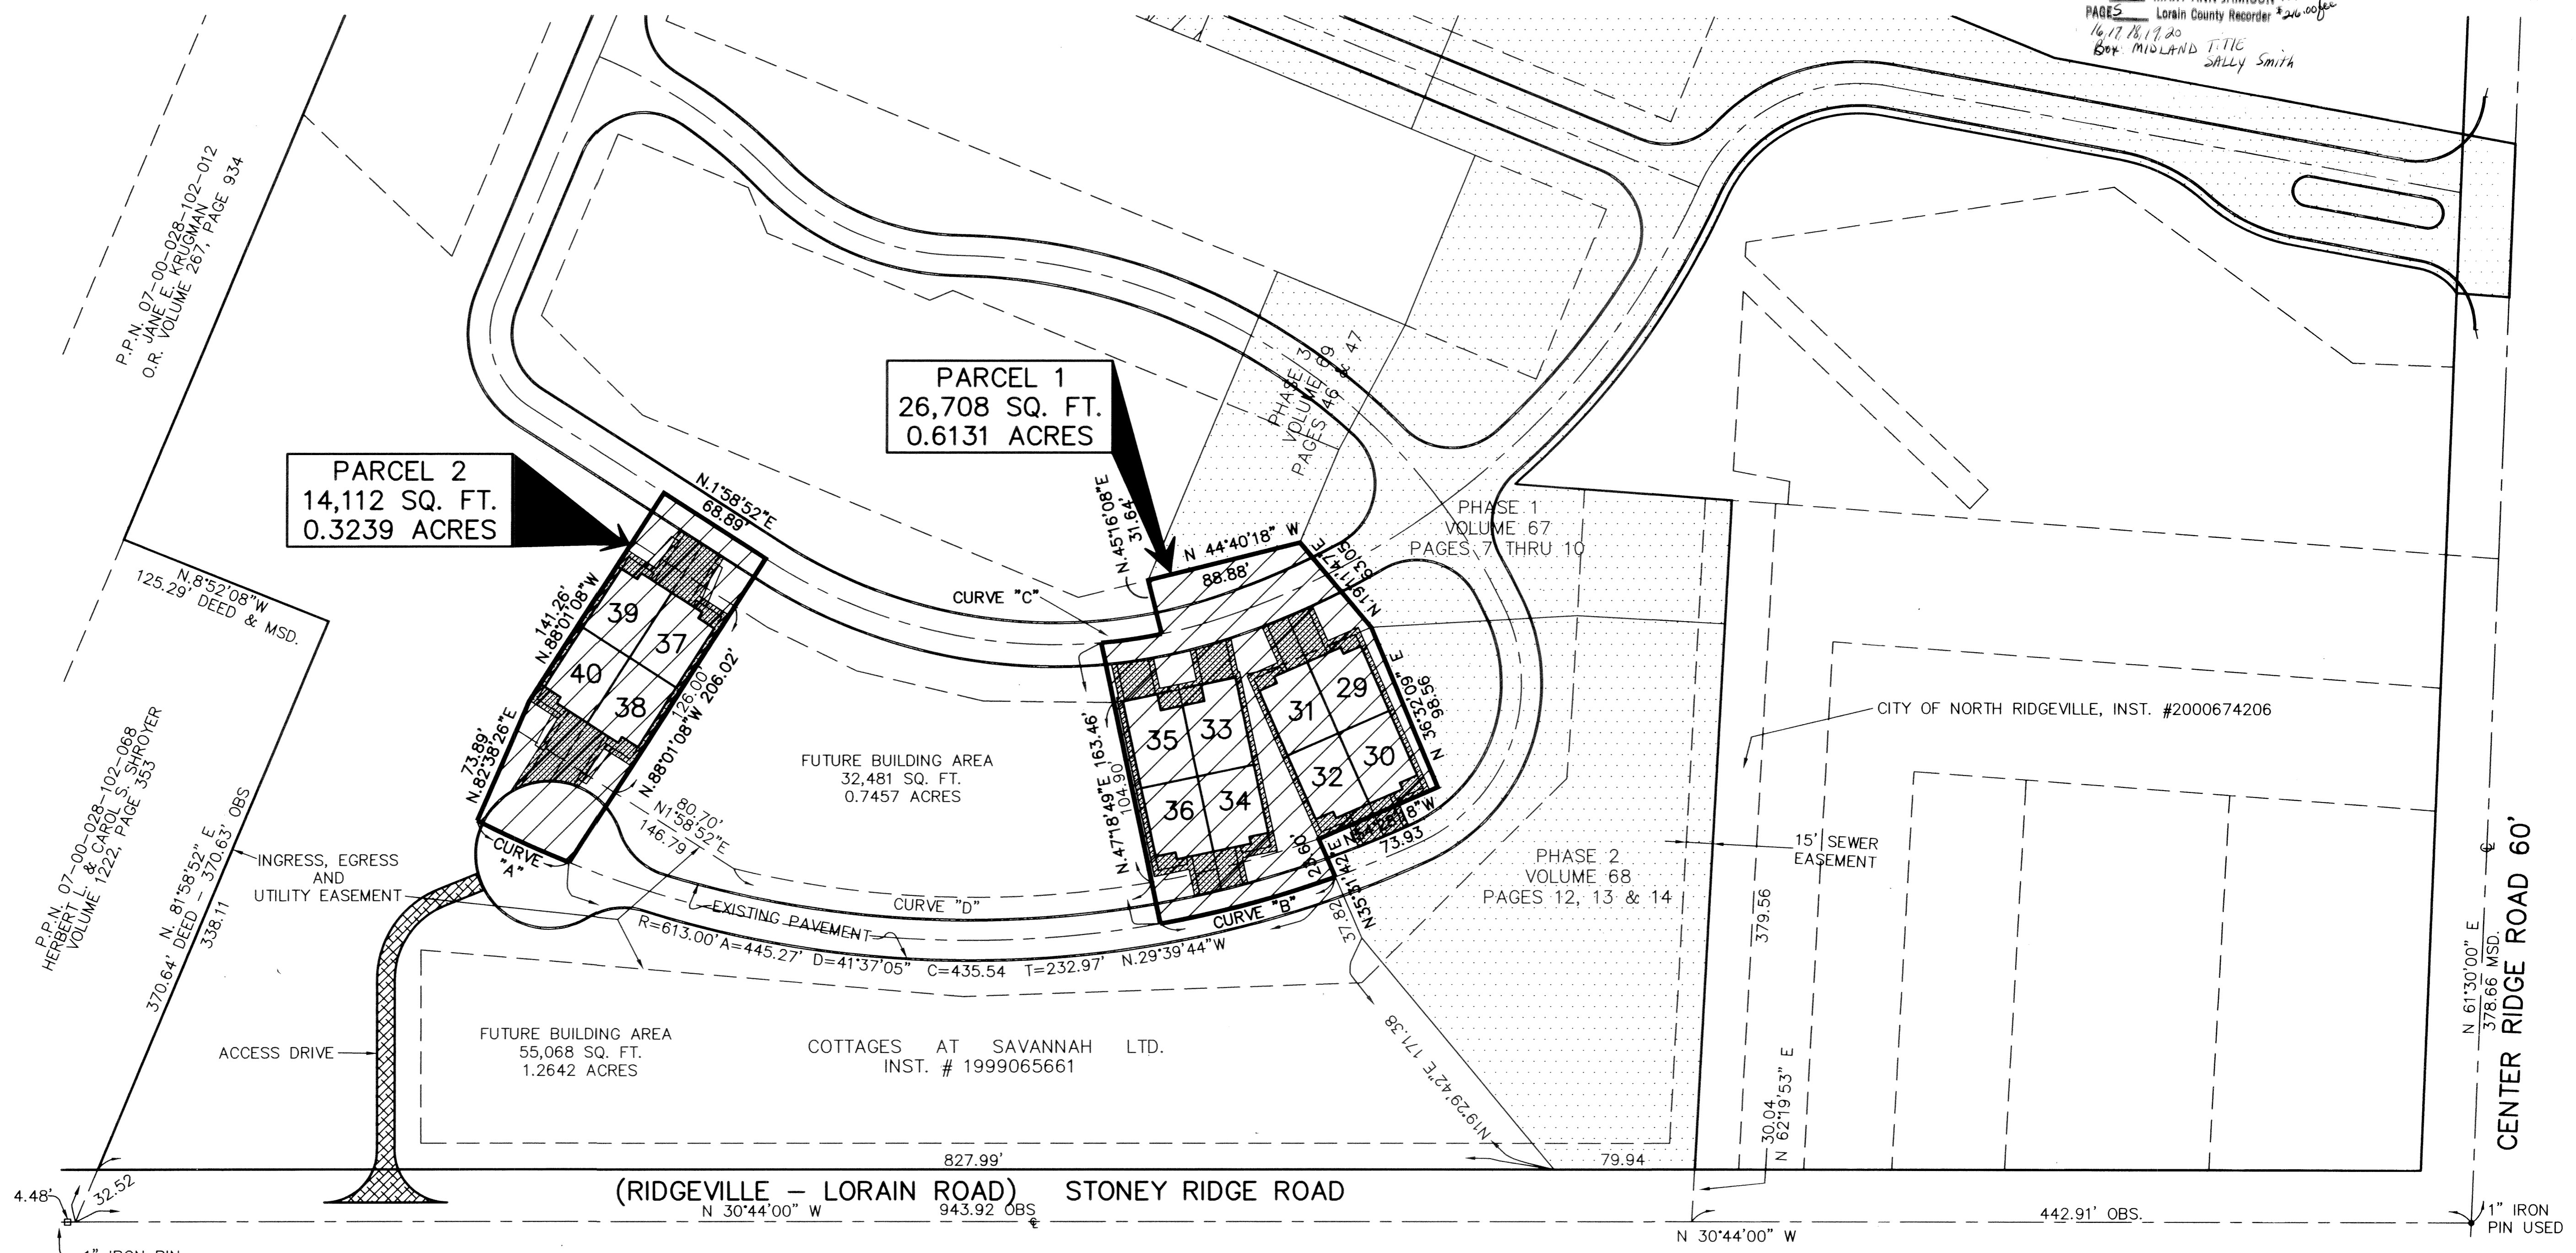 PAGES Lorain County Recorder $216.00 fee
16,17,18,19,20
Box MIDLAND TITLE
SALLY Smith
P.P.N. 07-00-028-102-012
JANE E. KRUGMAN
O.R. VOLUME 267, PAGE 934
PHASE 3
VOLUME 69
PAGES 46 & 47
PARCEL 1
26,708 SQ. FT.
0.6131 ACRES
PARCEL 2
14,112 SQ. FT.
0.3239 ACRES
N.1°58'52"E
68.89'
N.45°16'08"E
31.64'
N 44°40'18" W
88.88'
N.19°11'47"E
63.05
PHASE 1
VOLUME 67
PAGES 7 THRU 10
N.8°52'08"W
125.29' DEED & MSD.
CURVE "C"
141.26'
N.88°01'08"W
39
37
40
38
126.00'
N.88°01'08"W 206.02'
73.89'
N.82°38'26"E
CURVE
"A"
80.70'
N1°58'52"E
146.79
FUTURE BUILDING AREA
32,481 SQ. FT.
0.7457 ACRES
N.47°18'49"E 163.46'
104.90'
35
33
31
29
36
34
32
30
N 36°32'09" E
98.56
73.93
CURVE "B"
37.82
CITY OF NORTH RIDGEVILLE, INST. #2000674206
15' SEWER
EASEMENT
PHASE 2
VOLUME 68
PAGES 12, 13 & 14
379.56
P.P.N. 07-00-028-102-068
HERBERT L. & CAROL S. SHROYER
VOLUME 1222, PAGE 353
N. 81°58'52" E
370.64' DEED - 370.63' OBS
338.11
INGRESS, EGRESS
AND
UTILITY EASEMENT
EXISTING PAVEMENT
CURVE "D"
R=613.00' A=445.27' D=41°37'05" C=435.54 T=232.97' N.29°39'44"W
ACCESS DRIVE
FUTURE BUILDING AREA
55,068 SQ. FT.
1.2642 ACRES
COTTAGES AT SAVANNAH LTD.
INST. # 1999065661
N19°29'42"E 171.38
30.04
N 62°19'53" E
N 61°30'00" E
378.66 MSD.
CENTER RIDGE ROAD 60'
827.99'
79.94
4.48'
32.52
(RIDGEVILLE - LORAIN ROAD) STONEY RIDGE ROAD
N 30°44'00" W 943.92 OBS
442.91' OBS.
N 30°44'00" W
1" IRON
PIN USED
1" IRON PIN